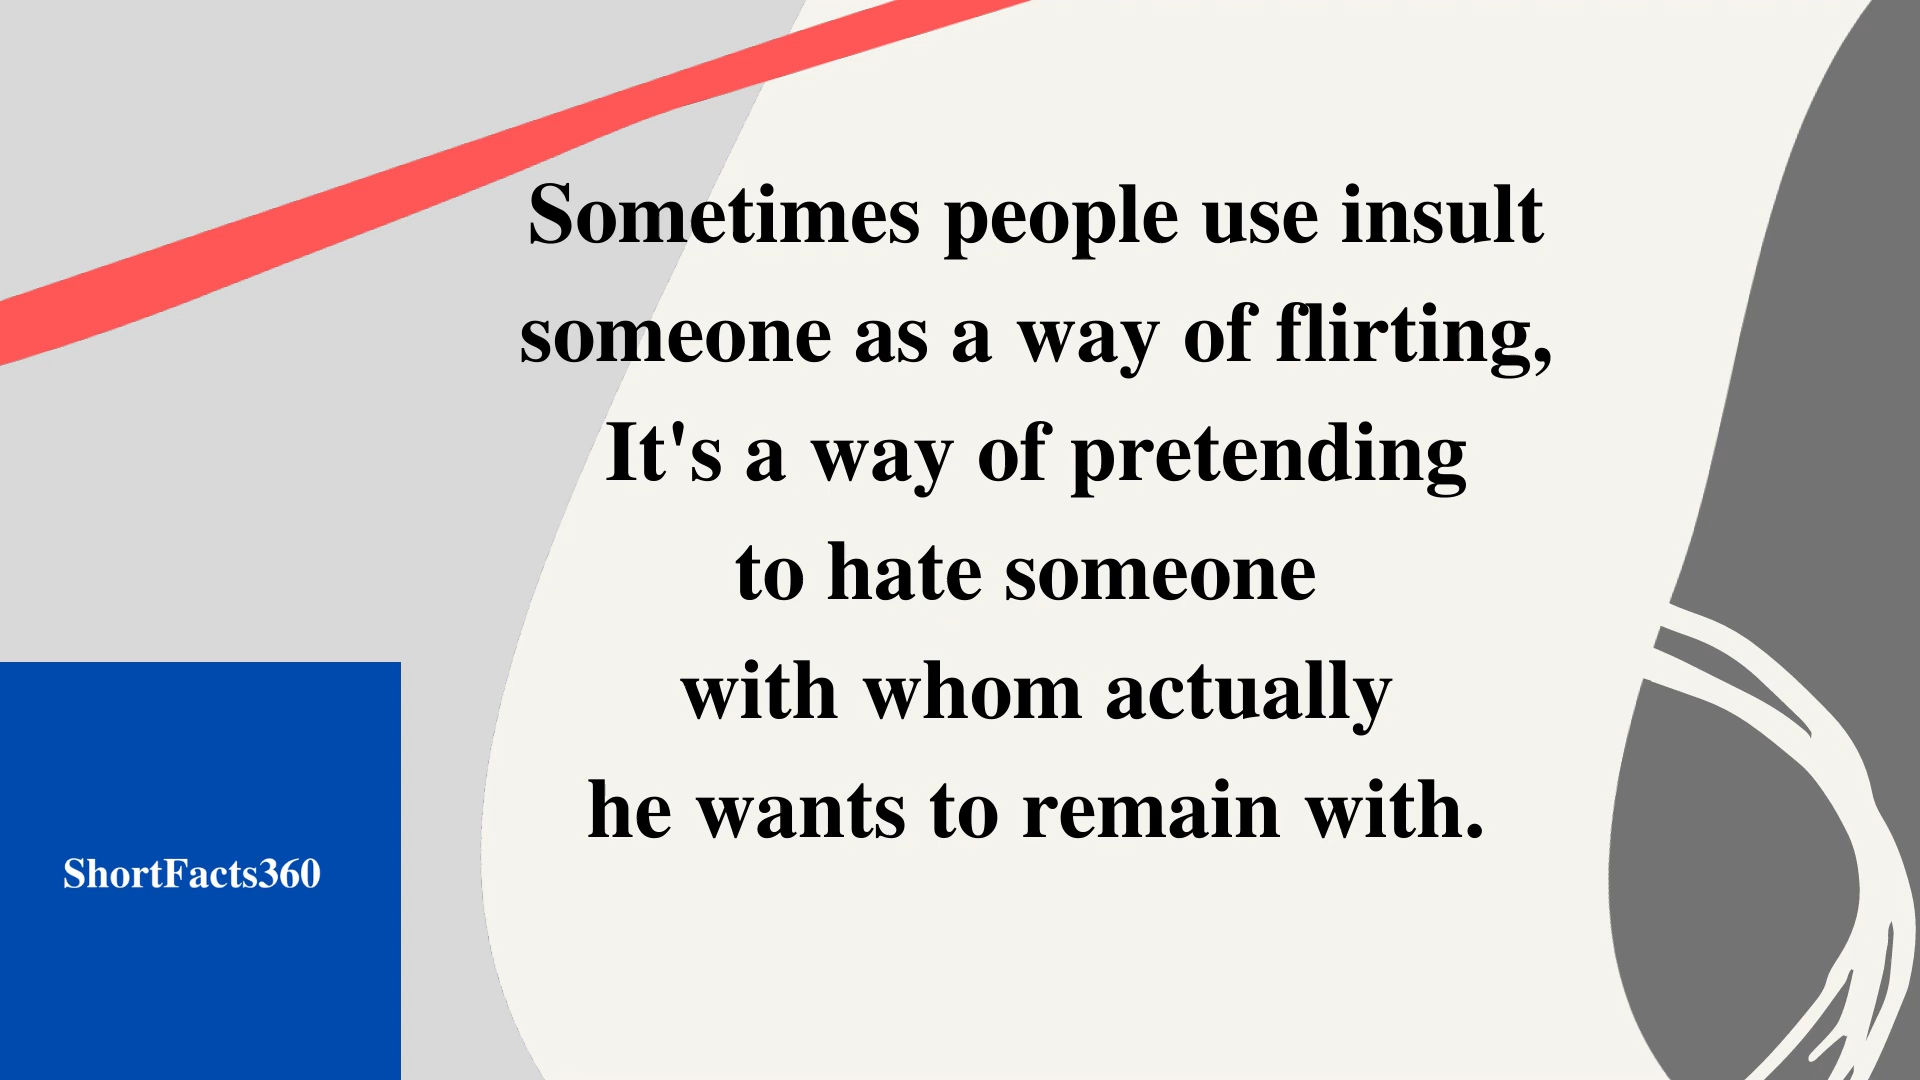 Sometimes people use insult
someone as a way of flirting,
It's a way of pretending
to hate someone
with whom actually
he wants to remain with.
ShortFacts360